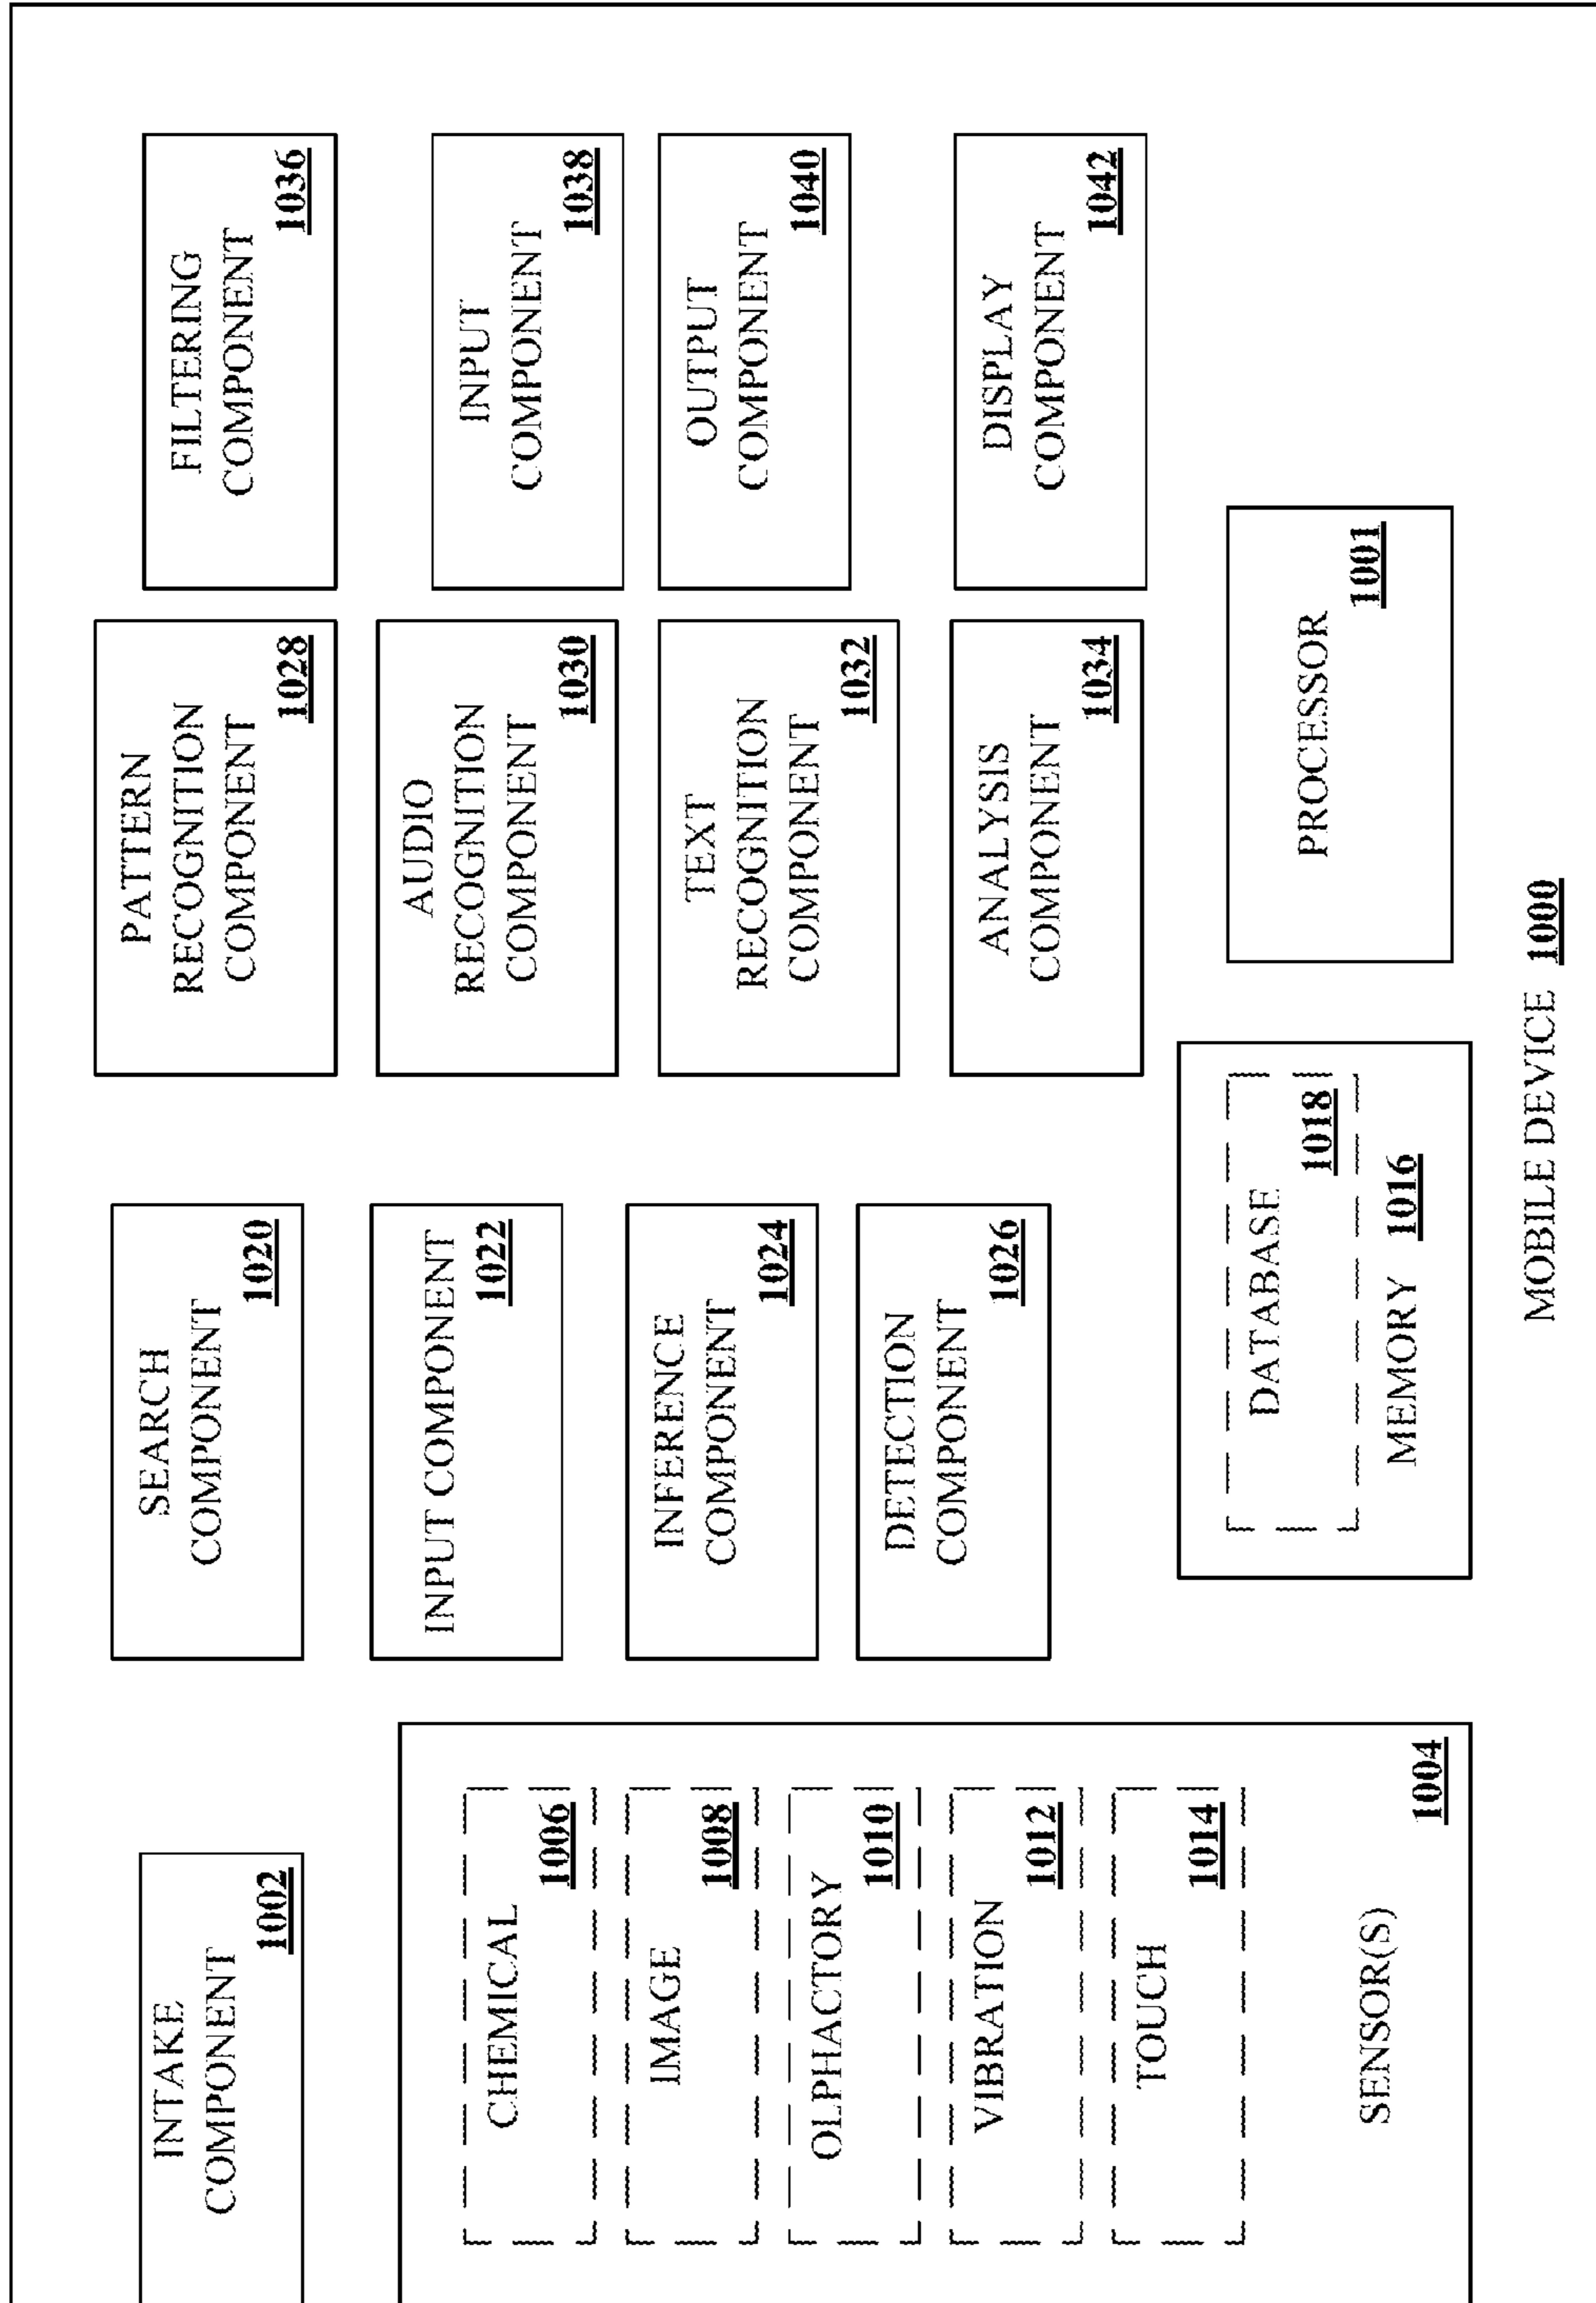 INTAKE
COMPONENT
1002
CHEMICAL
1006
IMAGE
1008
OLPHACTORY
1010
VIBRATION
1012
TOUCH
1014
SENSOR(S)
1004
SEARCH
COMPONENT
1020
INPUT COMPONENT
1022
INFERENCE
COMPONENT
1024
DETECTION
COMPONENT
1026
DATABASE
1018
MEMORY 1016
PATTERN
RECOGNITION
COMPONENT
1028
AUDIO
RECOGNITION
COMPONENT
1030
TEXT
RECOGNITION
COMPONENT
1032
ANALYSIS
COMPONENT
1034
PROCESSOR
1001
FILTERING
COMPONENT
1036
INPUT
COMPONENT
1038
OUTPUT
COMPONENT
1040
DISPLAY
COMPONENT
1042
MOBILE DEVICE 1000